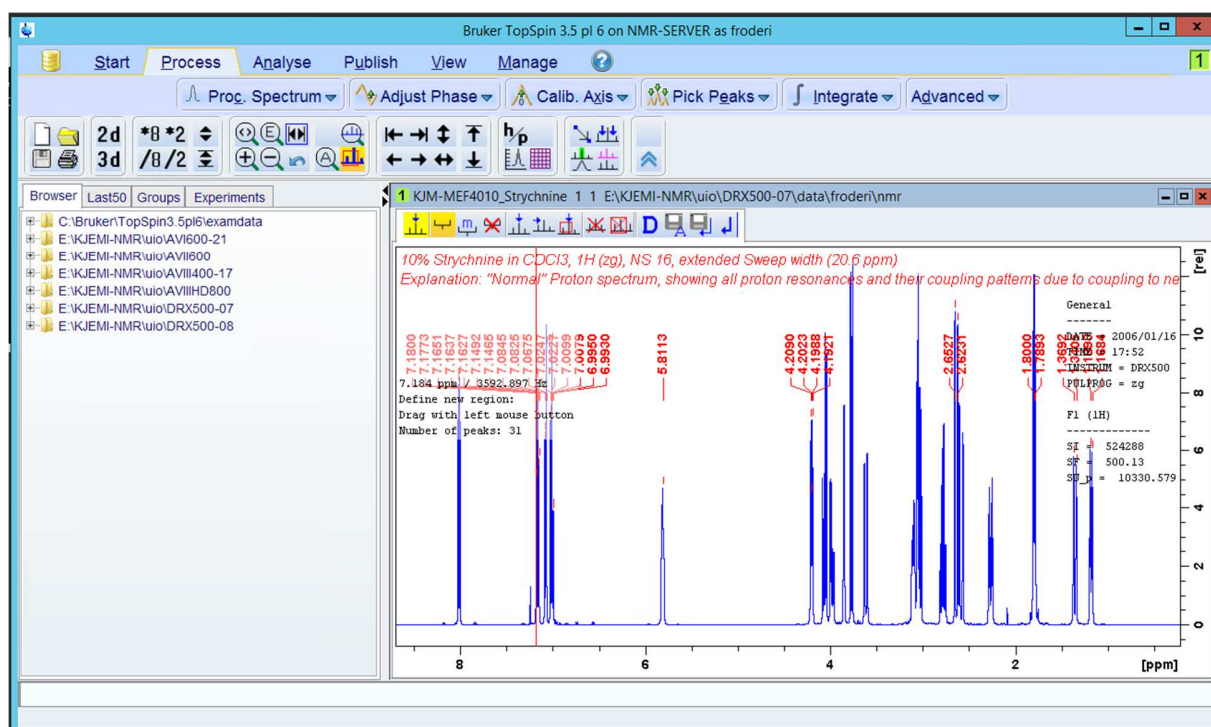 Bruker TopSpin 3.5 pl 6 on NMR-SERVER as froderi
Start Process Analyse Publish View Manage ? 1
Proc. Spectrum Adjust Phase Calib. Axis Pick Peaks Integrate Advanced
2d *8 *2 E h/p
3d /8 /2 A
Browser Last50 Groups Experiments
C:\Bruker\TopSpin3.5pl6\examdata
E:\KJEMI-NMR\uio\AVI600-21
E:\KJEMI-NMR\uio\AVII600
E:\KJEMI-NMR\uio\AVIII400-17
E:\KJEMI-NMR\uio\AVIIIHD800
E:\KJEMI-NMR\uio\DRX500-07
E:\KJEMI-NMR\uio\DRX500-08
1 KJM-MEF4010_Strychnine 1 1 E:\KJEMI-NMR\uio\DRX500-07\data\froderi\nmr
m D A
10% Strychnine in CDCl3, 1H (zg), NS 16, extended Sweep width (20.6 ppm)
Explanation: "Normal" Proton spectrum, showing all proton resonances and their coupling patterns due to coupling to ne
7.1800
7.1773
7.1651
7.1637
7.1627
7.1492
7.1465
7.0845
7.0825
7.0675
7.0247
7.0227
7.0099
7.0079
6.9950
6.9930
5.8113
4.2090
4.2023
4.1988
4.1921
2.6527
2.6231
1.8000
1.7893
1.3692
1.1684
7.184 ppm / 3592.897 Hz
Define new region:
Drag with left mouse button
Number of peaks: 31
General
-------
DATE = 2006/01/16
TIME = 17:52
INSTRUM = DRX500
PULPROG = zg
F1 (1H)
-------------
SI = 524288
SF = 500.13
SW_p = 10330.579
[rel]
10
8
6
4
2
0
8 6 4 2 [ppm]